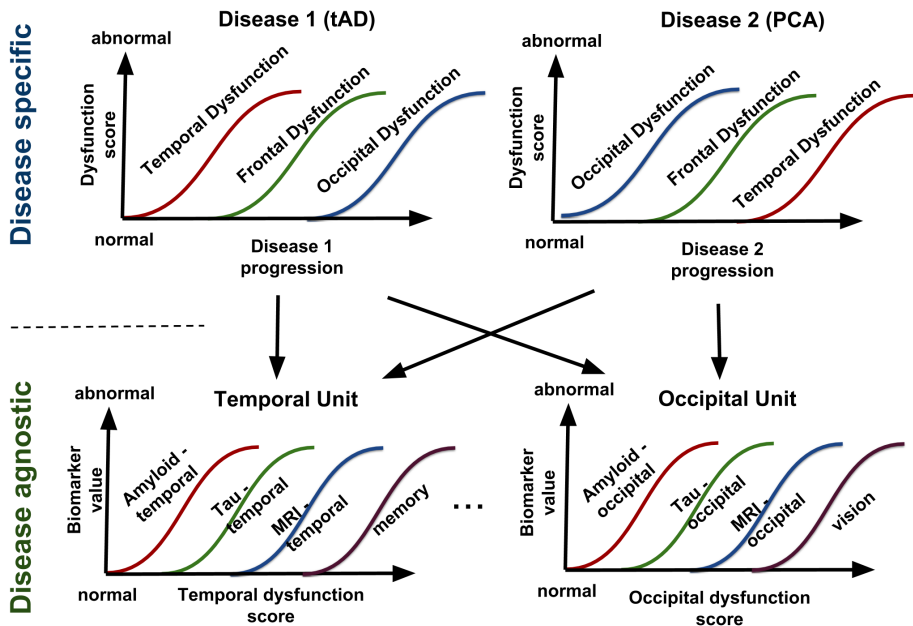 Disease specific
Disease 1 (tAD)
abnormal
Dysfunction
score
Temporal Dysfunction
Frontal Dysfunction
Occipital Dysfunction
normal
Disease 1
progression
Disease 2 (PCA)
abnormal
Dysfunction
score
Occipital Dysfunction
Frontal Dysfunction
Temporal Dysfunction
normal
Disease 2
progression
Disease agnostic
Temporal Unit
abnormal
Biomarker
value
Amyloid -
temporal
Tau -
temporal
MRI -
temporal
memory
normal
Temporal dysfunction
score
...
Occipital Unit
abnormal
Biomarker
value
Amyloid -
occipital
Tau -
occipital
MRI -
occipital
vision
normal
Occipital dysfunction
score